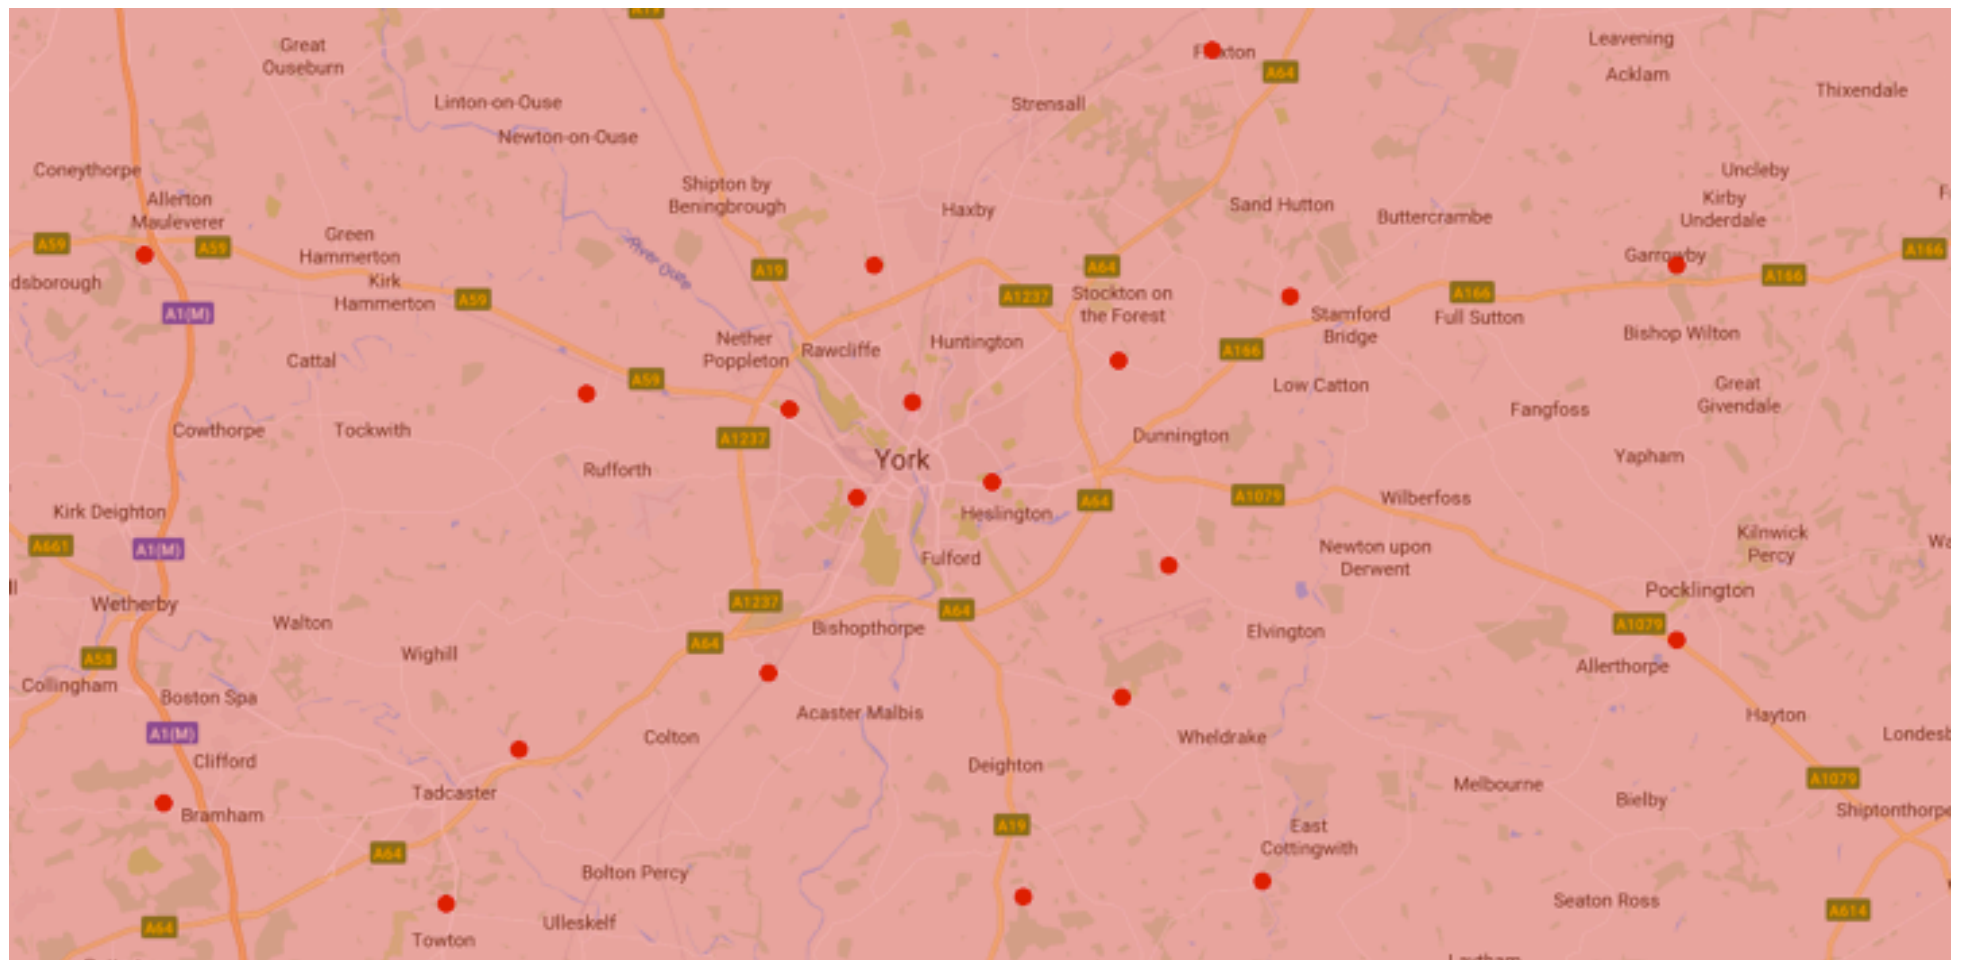 A19
Great
Ouseburn
Leavening
Acklam
A64
Thixendale
Linton-on-Ouse
Strensall
Newton-on-Ouse
Coneythorpe
Uncleby
Shipton by
Beningbrough
Allerton
Mauleverer
Kirby
Underdale
Haxby
Sand Hutton
Buttercrambe
Green
Hammerton
A59
A59
A166
Garrowby
River Ouse
A19
A64
A166
Kirk
Hammerton
dsborough
A59
A1237
Stockton on
the Forest
A166
A1(M)
Stamford
Bridge
Full Sutton
Bishop Wilton
Nether
Poppleton
Rawcliffe
Huntington
A166
Cattal
A59
Low Catton
Great
Givendale
Fangfoss
Cowthorpe
Tockwith
A1237
Dunnington
York
Yapham
Rufforth
A64
A1079
Wilberfoss
Kirk Deighton
Heslington
Kilnwick
Percy
A661
A1(M)
Newton upon
Derwent
Fulford
Pocklington
Wetherby
A1237
A64
Walton
Bishopthorpe
A1079
Elvington
A64
Wighill
A58
Allerthorpe
Collingham
Boston Spa
Acaster Malbis
Hayton
A1(M)
Colton
Wheldrake
Londesb
Clifford
Deighton
A1079
Tadcaster
Melbourne
Bielby
Bramham
A19
Shiptonthorpe
East
Cottingwith
A64
Bolton Percy
Seaton Ross
A614
A64
Ulleskelf
Towton